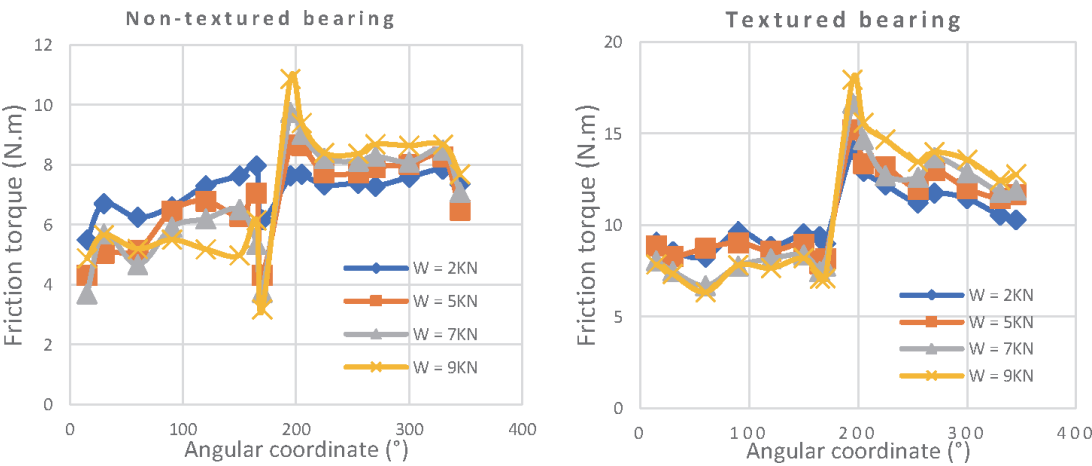 Non-textured bearing
12
10
8
6
4
2
0
0
100
200
300
400
Friction torque (N.m)
Angular coordinate (°)
W = 2KN
W = 5KN
W = 7KN
W = 9KN
Textured bearing
20
15
10
5
0
0
100
200
300
400
Friction torque (N.m)
Angular coordinate (°)
W = 2KN
W = 5KN
W = 7KN
W = 9KN